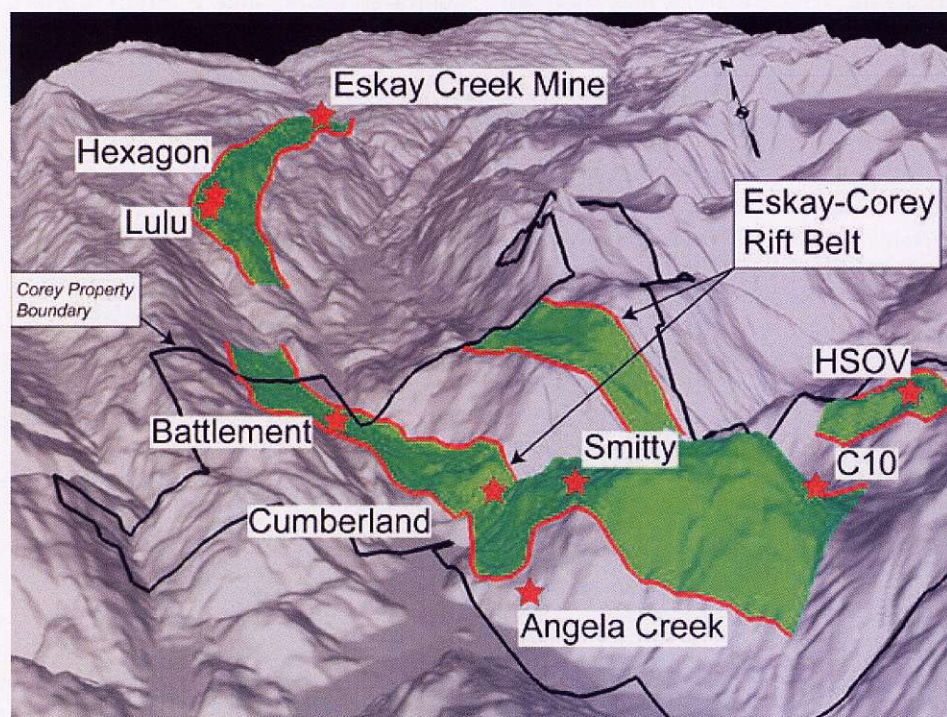 Eskay Creek Mine
N
Hexagon
Lulu
Eskay-Corey
Rift Belt
Corey Property
Boundary
HSOV
Battlement
Smitty
C10
Cumberland
Angela Creek